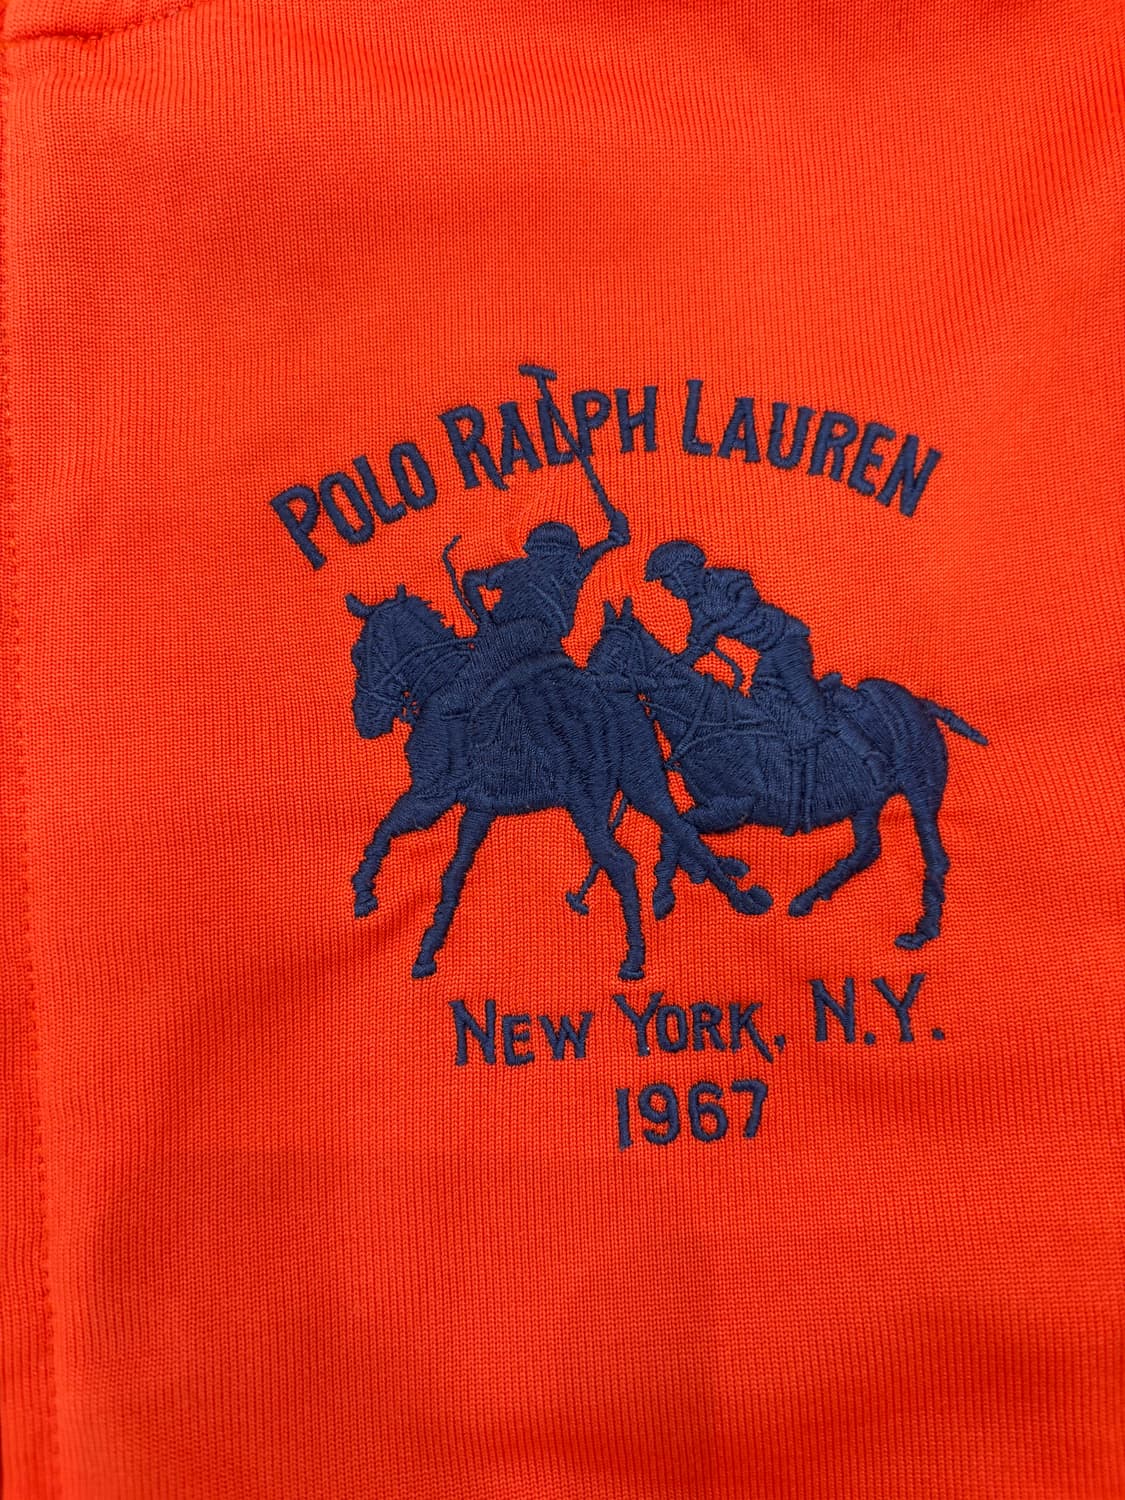 POLO RALPH LAUREN
NEW YORK, N.Y.
1967